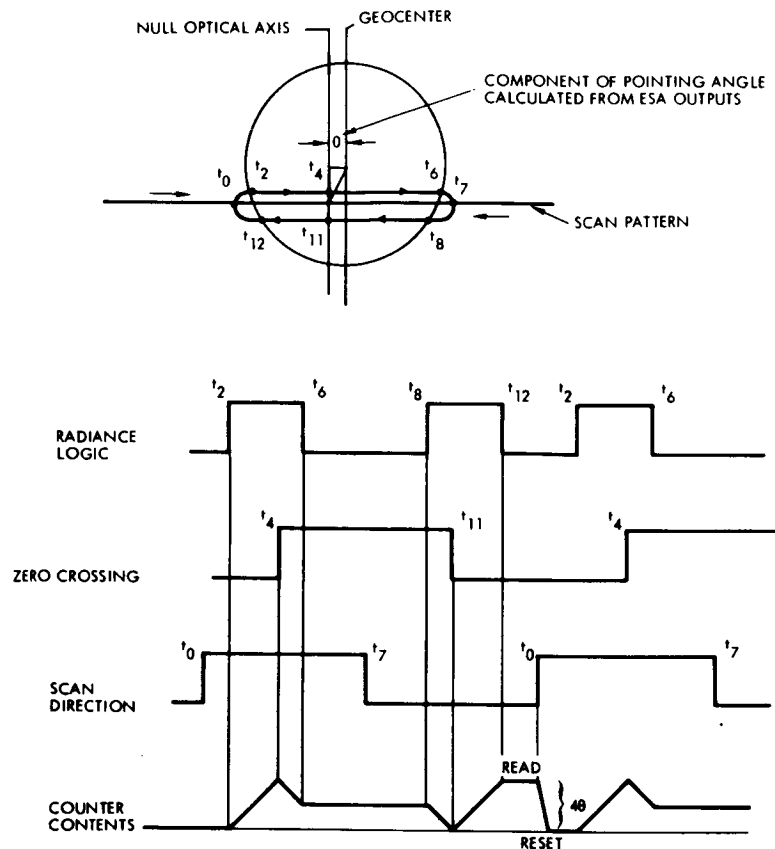 NULL OPTICAL AXIS
GEOCENTER
COMPONENT OF POINTING ANGLE
CALCULATED FROM ESA OUTPUTS
0
t0 t2 t4 t6 t7
SCAN PATTERN
t12 t11 t8
t2 t6 t8 t12 t2 t6
RADIANCE
LOGIC
t4 t11 t4
ZERO CROSSING
t0 t7 t0 t7
SCAN
DIRECTION
READ
COUNTER
CONTENTS
4θ
RESET